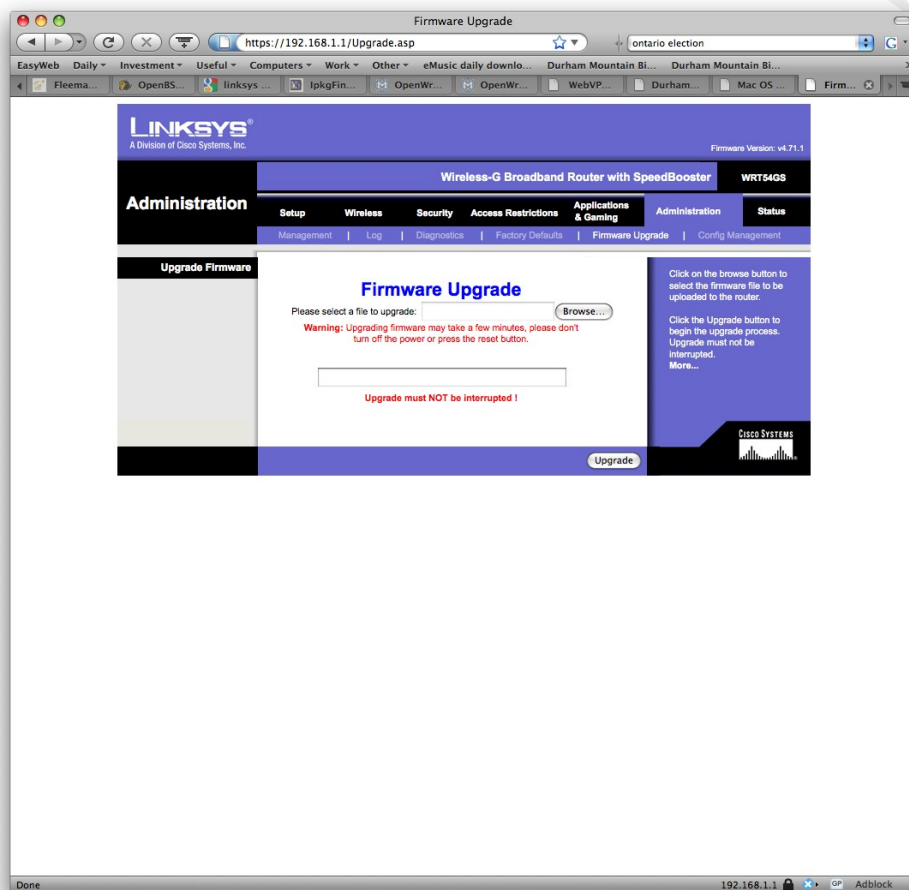 Firmware Upgrade
https://192.168.1.1/Upgrade.asp
ontario election
G
EasyWeb Daily Investment Useful Computers Work Other eMusic daily downlo... Durham Mountain Bi... Durham Mountain Bi...
Fleema... OpenBS... linksys ... IpkgFin... OpenWr... OpenWr... WebVP... Durham... Mac OS ... Firm...
LINKSYS®
A Division of Cisco Systems, Inc.
Firmware Version: v4.71.1
Wireless-G Broadband Router with SpeedBooster WRT54GS
Administration
Setup Wireless Security Access Restrictions Applications & Gaming Administration Status
Management | Log | Diagnostics | Factory Defaults | Firmware Upgrade | Config Management
Upgrade Firmware
Firmware Upgrade
Please select a file to upgrade: Browse...
Warning: Upgrading firmware may take a few minutes, please don't
turn off the power or press the reset button.
Upgrade must NOT be interrupted !
Click on the browse button to
select the firmware file to be
uploaded to the router.
Click the Upgrade button to
begin the upgrade process.
Upgrade must not be
interrupted.
More...
CISCO SYSTEMS
Upgrade
Done
192.168.1.1 GP Adblock